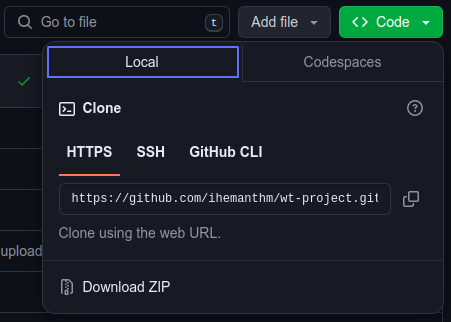 Go to file
t
Add file
Code
Local
Codespaces
Clone
HTTPS
SSH
GitHub CLI
https://github.com/ihemanthm/wt-project.git
Clone using the web URL.
upload
Download ZIP